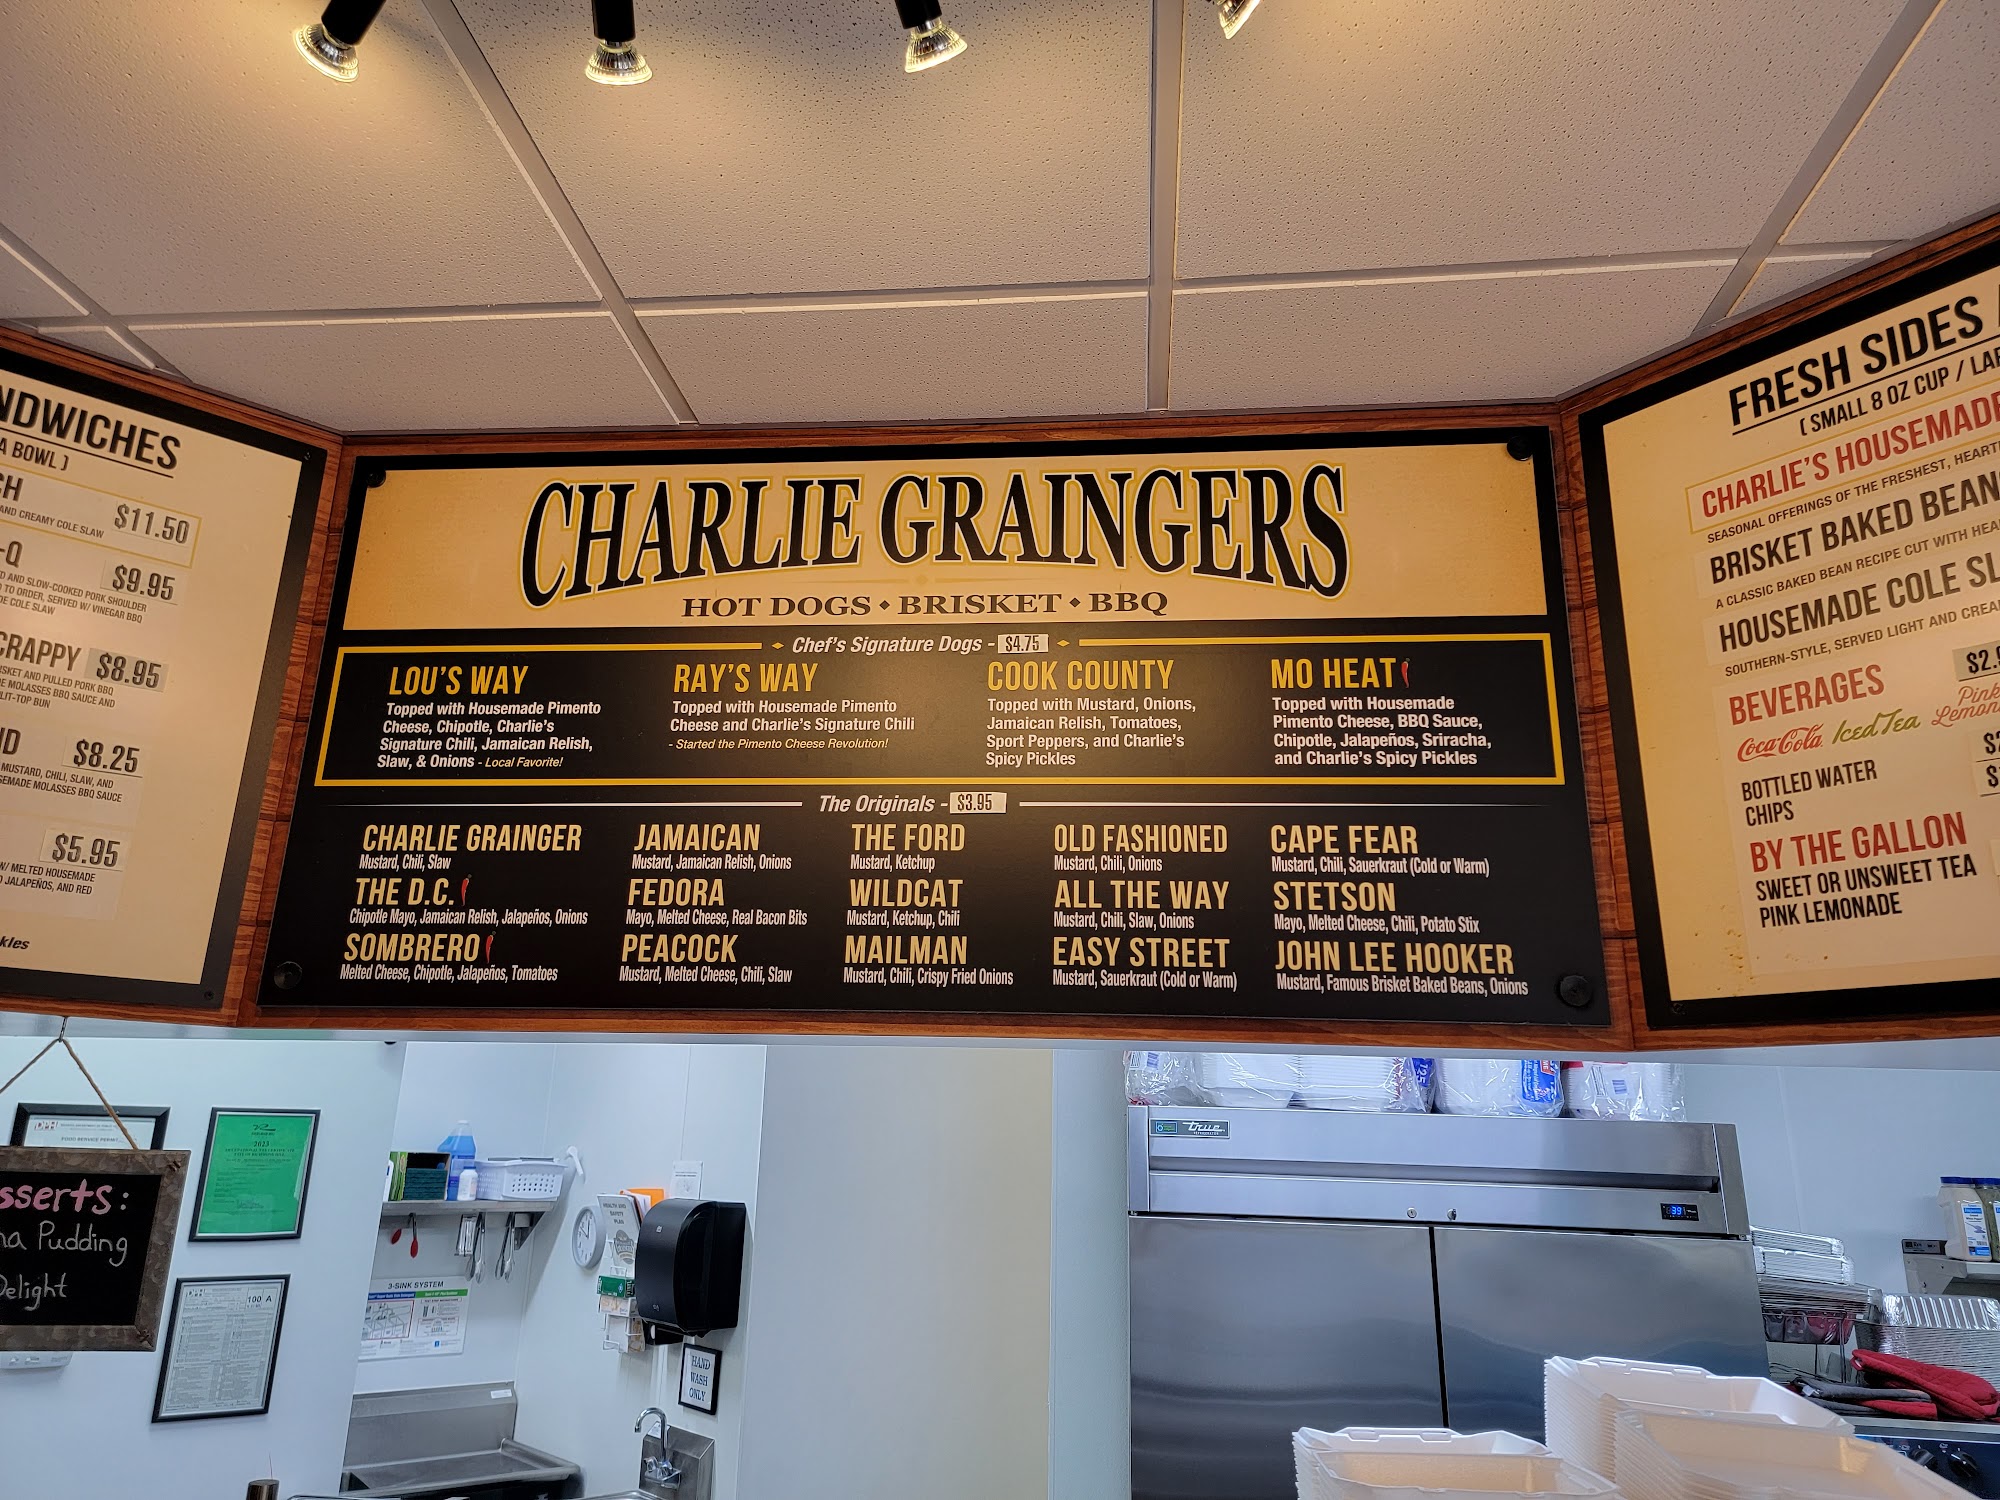 NDWICHES
A BOWL )
CH
$11.50
AND CREAMY COLE SLAW
-Q
$9.95
D AND SLOW-COOKED PORK SHOULDER
TO ORDER, SERVED W/ VINEGAR BBQ
DE COLE SLAW
CRAPPY
$8.95
ISKET AND PULLED PORK BBQ
E MOLASSES BBQ SAUCE AND
LIT-TOP BUN
$8.25
MUSTARD, CHILI, SLAW, AND
SEMADE MOLASSES BBQ SAUCE
$5.95
W/ MELTED HOUSEMADE
D JALAPEÑOS, AND RED
kles
CHARLIE GRAINGERS
HOT DOGS • BRISKET • BBQ
Chef's Signature Dogs - $4.75
LOU'S WAY
Topped with Housemade Pimento
Cheese, Chipotle, Charlie's
Signature Chili, Jamaican Relish,
Slaw, & Onions - Local Favorite!
RAY'S WAY
Topped with Housemade Pimento
Cheese and Charlie's Signature Chili
- Started the Pimento Cheese Revolution!
COOK COUNTY
Topped with Mustard, Onions,
Jamaican Relish, Tomatoes,
Sport Peppers, and Charlie's
Spicy Pickles
MO HEAT
Topped with Housemade
Pimento Cheese, BBQ Sauce,
Chipotle, Jalapeños, Sriracha,
and Charlie's Spicy Pickles
The Originals - $3.95
CHARLIE GRAINGER
Mustard, Chili, Slaw
JAMAICAN
Mustard, Jamaican Relish, Onions
THE FORD
Mustard, Ketchup
OLD FASHIONED
Mustard, Chili, Onions
CAPE FEAR
Mustard, Chili, Sauerkraut (Cold or Warm)
THE D.C.
Chipotle Mayo, Jamaican Relish, Jalapeños, Onions
FEDORA
Mayo, Melted Cheese, Real Bacon Bits
WILDCAT
Mustard, Ketchup, Chili
ALL THE WAY
Mustard, Chili, Slaw, Onions
STETSON
Mayo, Melted Cheese, Chili, Potato Stix
SOMBRERO
Melted Cheese, Chipotle, Jalapeños, Tomatoes
PEACOCK
Mustard, Melted Cheese, Chili, Slaw
MAILMAN
Mustard, Chili, Crispy Fried Onions
EASY STREET
Mustard, Sauerkraut (Cold or Warm)
JOHN LEE HOOKER
Mustard, Famous Brisket Baked Beans, Onions
FRESH SIDES
( SMALL 8 OZ CUP / LAR
CHARLIE'S HOUSEMADE
SEASONAL OFFERINGS OF THE FRESHEST, HEART
BRISKET BAKED BEAN
A CLASSIC BAKED BEAN RECIPE CUT WITH HEA
HOUSEMADE COLE SL
SOUTHERN-STYLE, SERVED LIGHT AND CREA
BEVERAGES
$2.
Coca-Cola Iced Tea Pink Lemon
BOTTLED WATER
CHIPS
BY THE GALLON
SWEET OR UNSWEET TEA
PINK LEMONADE
sserts:
na Pudding
Delight
FOOD SERVICE PERMIT
2023
100 A
3-SINK SYSTEM
HEALTH AND
SAFETY
PLAN
HAND
WASH
ONLY
true
39